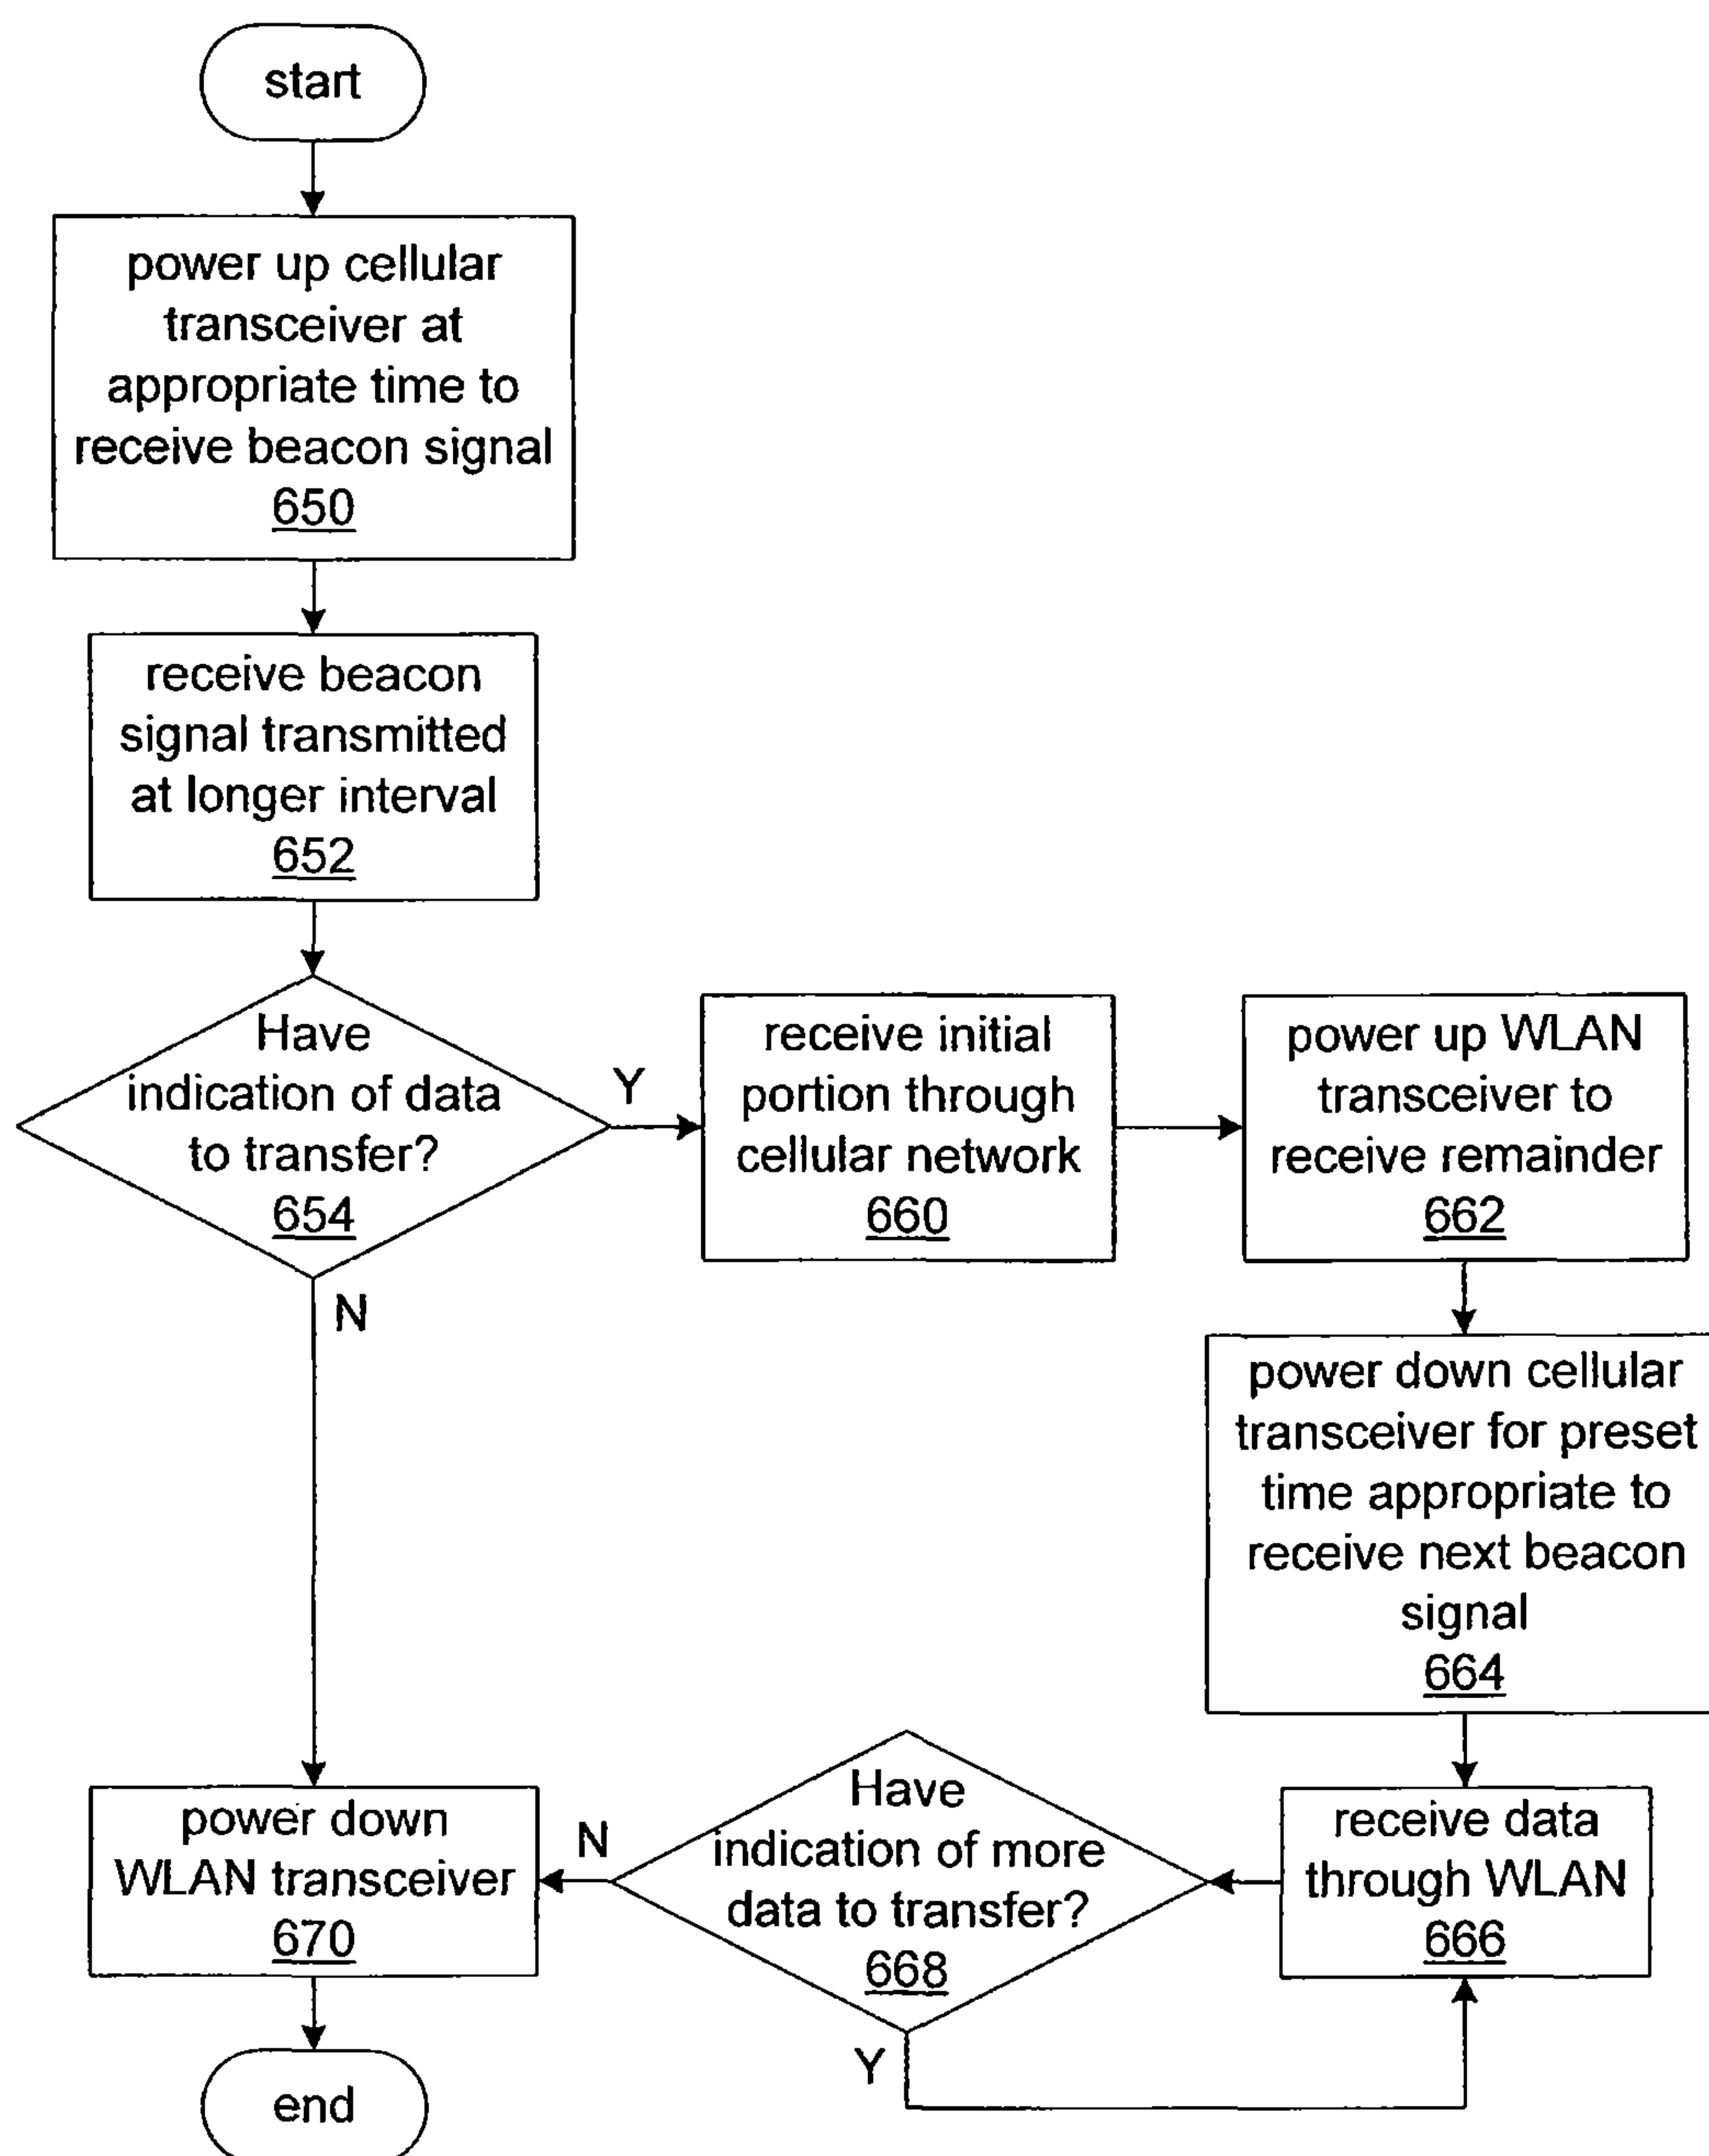 start
power up cellular
transceiver at
appropriate time to
receive beacon signal
650
receive beacon
signal transmitted
at longer interval
652
Have
indication of data
to transfer?
654
Y
N
receive initial
portion through
cellular network
660
power up WLAN
transceiver to
receive remainder
662
power down cellular
transceiver for preset
time appropriate to
receive next beacon
signal
664
receive data
through WLAN
666
Have
indication of more
data to transfer?
668
N
Y
power down
WLAN transceiver
670
end